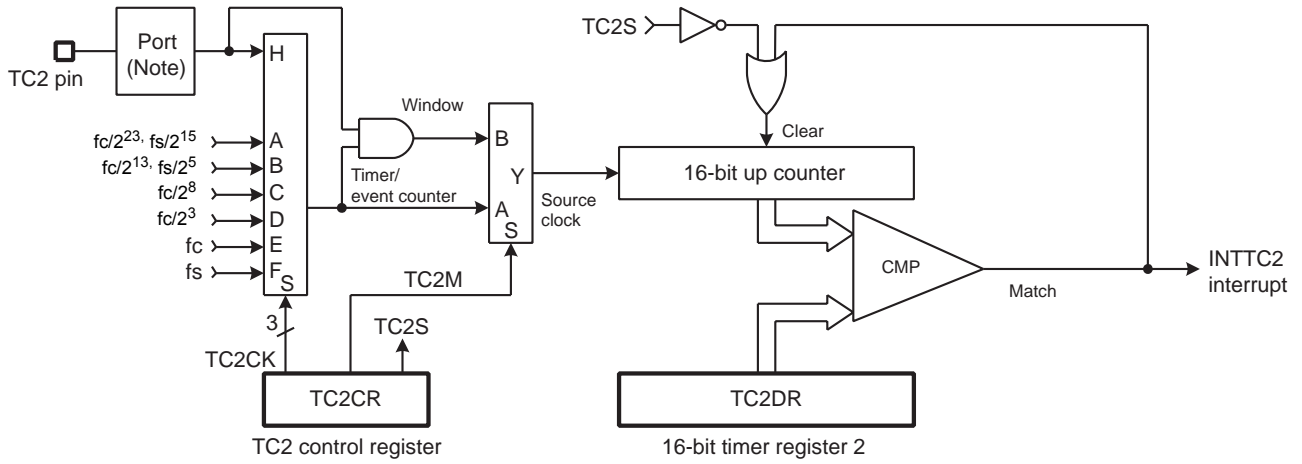 TC2 pin
Port
(Note)
H
fc/2^23, fs/2^15
A
fc/2^13, fs/2^5
B
fc/2^8
C
fc/2^3
D
fc
E
fs
F
S
3
TC2CK
Window
Timer/
event counter
B
Y
A
S
Source
clock
TC2M
TC2S
TC2CR
TC2 control register
TC2S
Clear
16-bit up counter
CMP
Match
INTTC2
interrupt
TC2DR
16-bit timer register 2